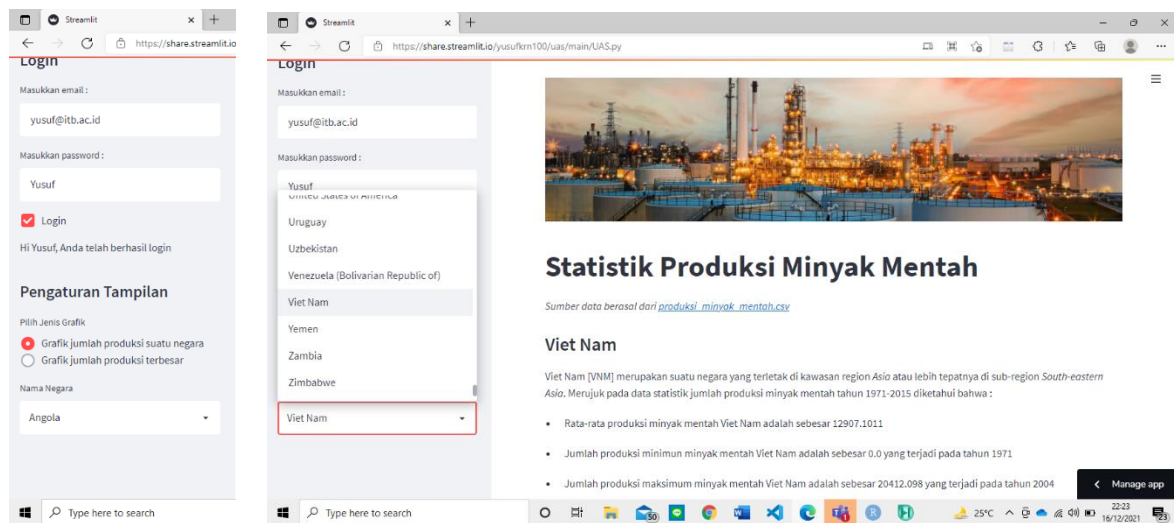 Streamlit
https://share.streamlit.io
Login
Masukkan email :
yusuf@itb.ac.id
Masukkan password :
Yusuf
Login
Hi Yusuf, Anda telah berhasil login
Pengaturan Tampilan
Pilih Jenis Grafik
Grafik jumlah produksi suatu negara
Grafik jumlah produksi terbesar
Nama Negara
Angola
Type here to search
Streamlit
https://share.streamlit.io/yusufkrn100/uas/main/UAS.py
Login
Masukkan email :
yusuf@itb.ac.id
Masukkan password :
Yusuf
United States of America
Uruguay
Uzbekistan
Venezuela (Bolivarian Republic of)
Viet Nam
Yemen
Zambia
Zimbabwe
Viet Nam
Statistik Produksi Minyak Mentah
Sumber data berasal dari produksi_minyak_mentah.csv
Viet Nam
Viet Nam [VNM] merupakan suatu negara yang terletak di kawasan region Asia atau lebih tepatnya di sub-region South-eastern
Asia. Merujuk pada data statistik jumlah produksi minyak mentah tahun 1971-2015 diketahui bahwa :
• Rata-rata produksi minyak mentah Viet Nam adalah sebesar 12907.1011
• Jumlah produksi minimun minyak mentah Viet Nam adalah sebesar 0.0 yang terjadi pada tahun 1971
• Jumlah produksi maksimum minyak mentah Viet Nam adalah sebesar 20412.098 yang terjadi pada tahun 2004
< Manage app
Type here to search
50
25°C
22:23
16/12/2021